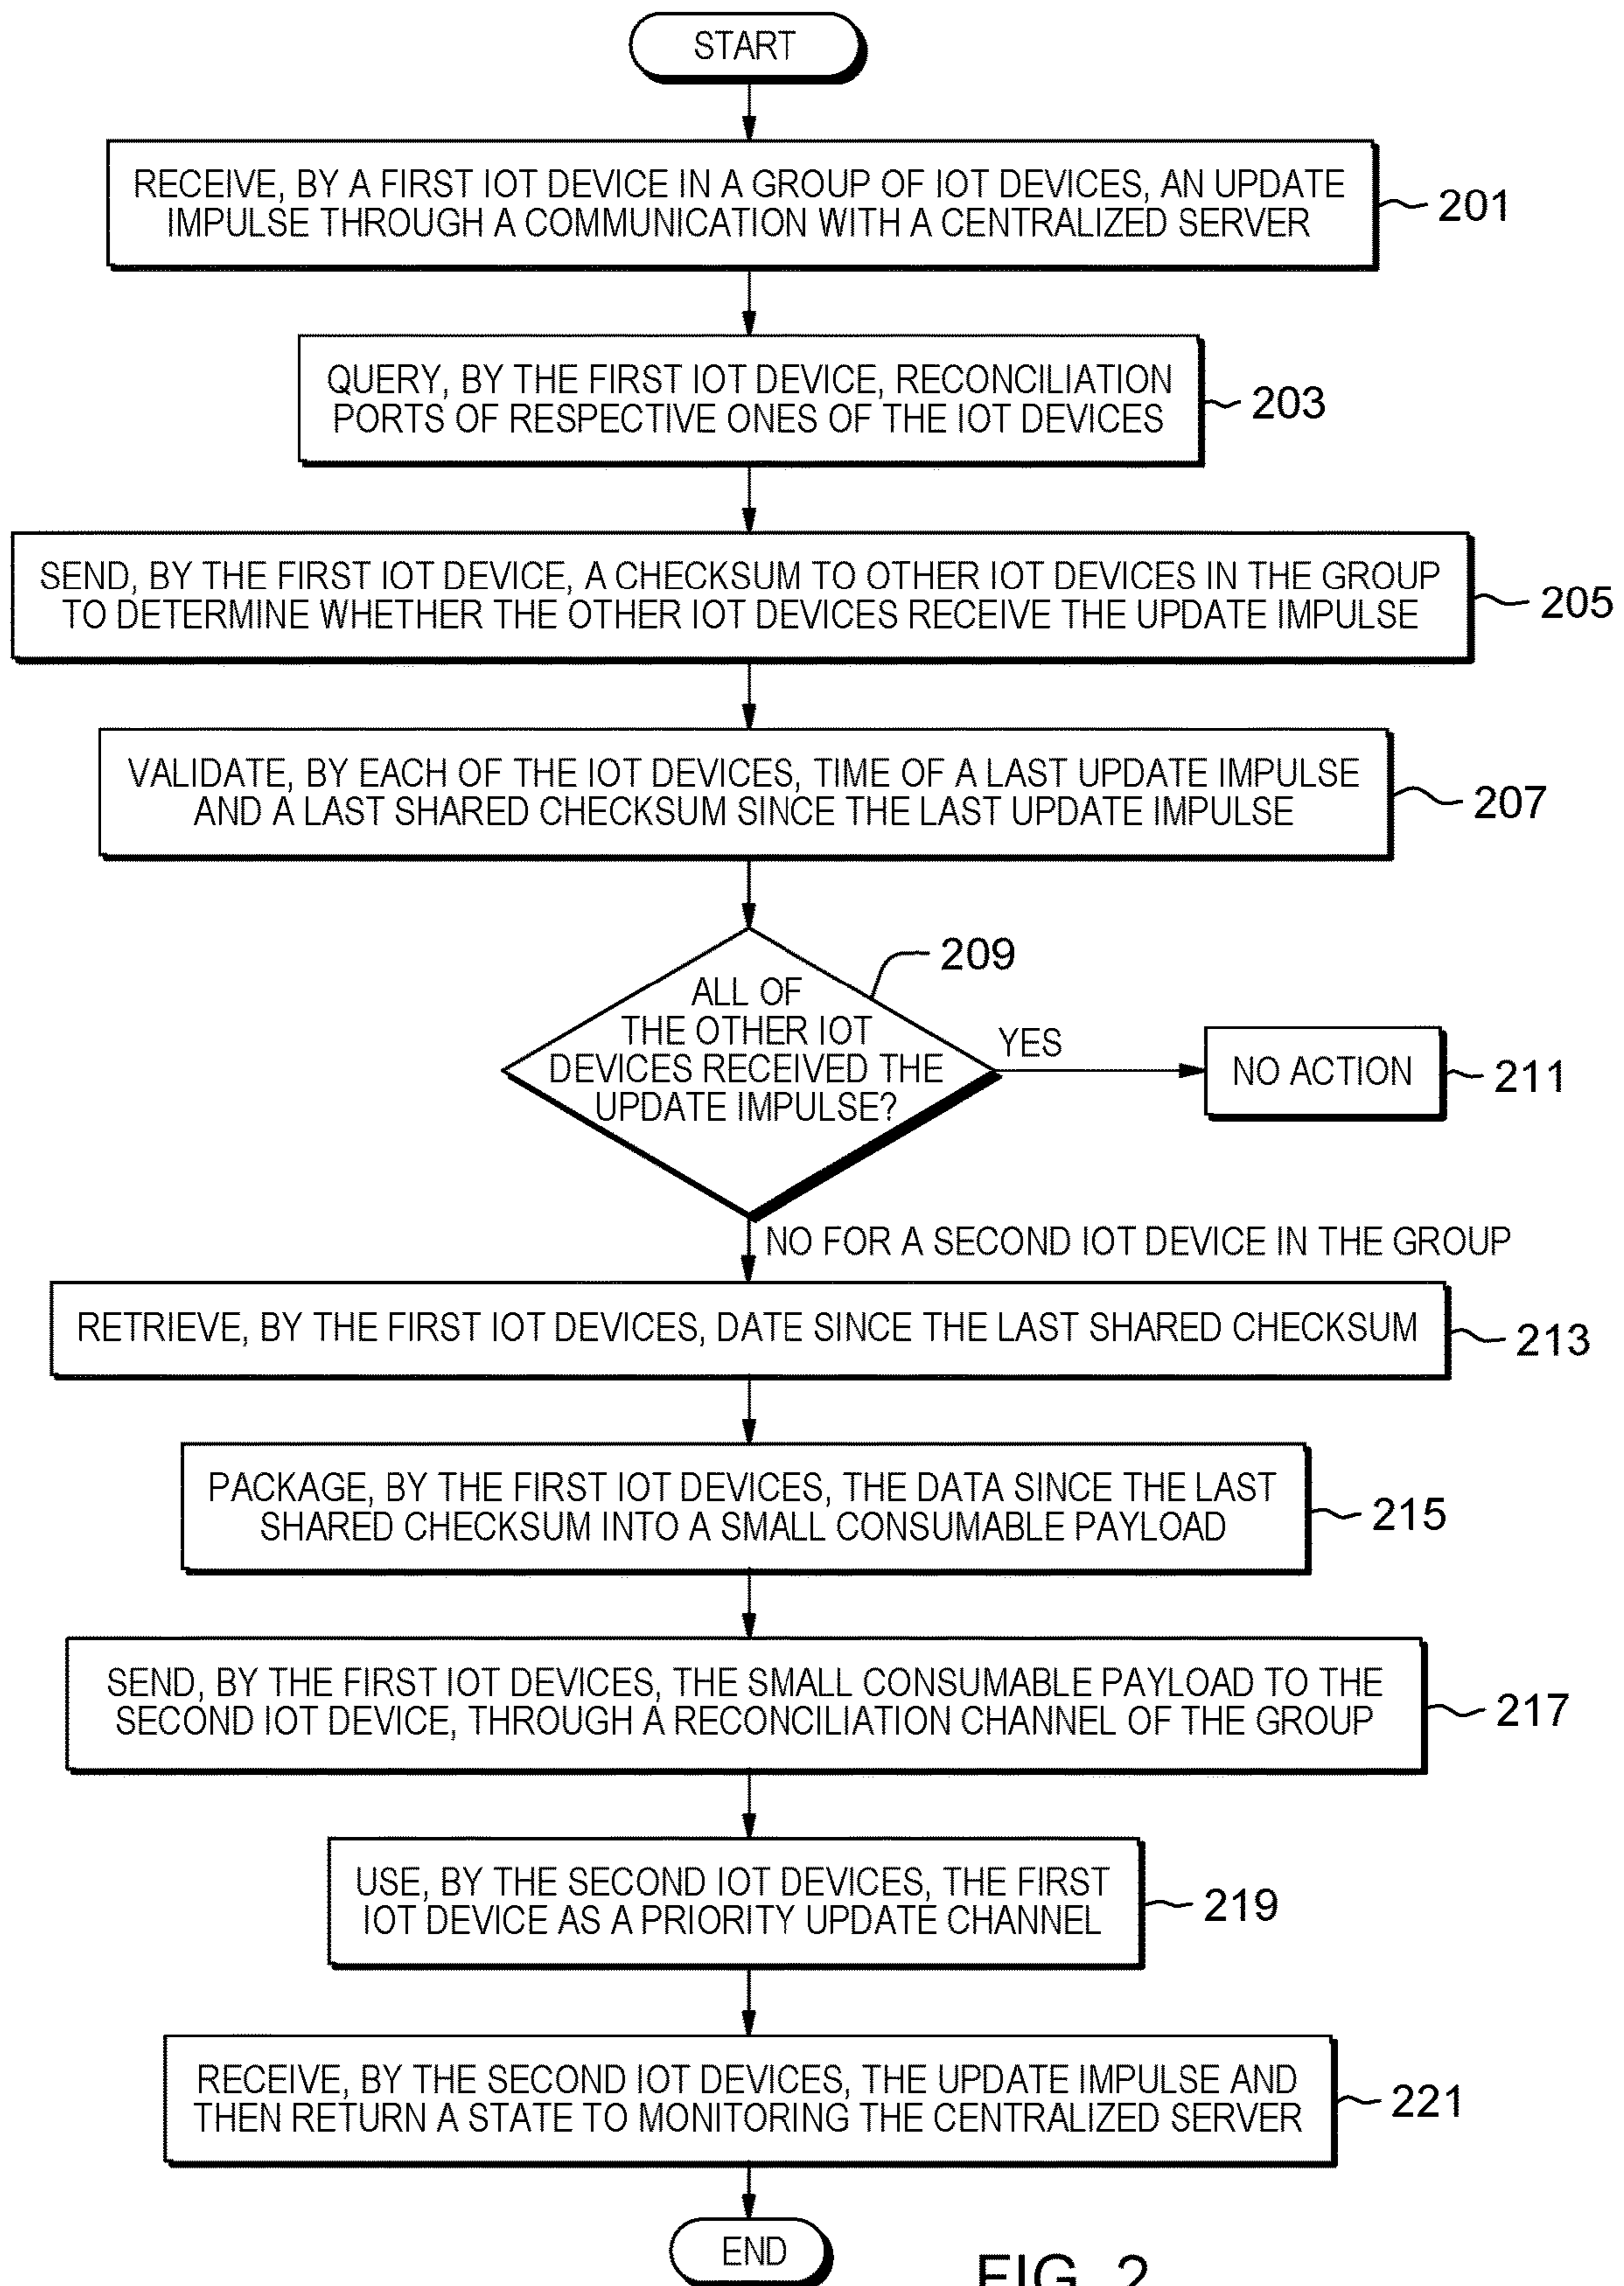 START
RECEIVE, BY A FIRST IOT DEVICE IN A GROUP OF IOT DEVICES, AN UPDATE
IMPULSE THROUGH A COMMUNICATION WITH A CENTRALIZED SERVER
201
QUERY, BY THE FIRST IOT DEVICE, RECONCILIATION
PORTS OF RESPECTIVE ONES OF THE IOT DEVICES
203
SEND, BY THE FIRST IOT DEVICE, A CHECKSUM TO OTHER IOT DEVICES IN THE GROUP
TO DETERMINE WHETHER THE OTHER IOT DEVICES RECEIVE THE UPDATE IMPULSE
205
VALIDATE, BY EACH OF THE IOT DEVICES, TIME OF A LAST UPDATE IMPULSE
AND A LAST SHARED CHECKSUM SINCE THE LAST UPDATE IMPULSE
207
209
ALL OF
THE OTHER IOT
DEVICES RECEIVED THE
UPDATE IMPULSE?
YES
NO ACTION
211
NO FOR A SECOND IOT DEVICE IN THE GROUP
RETRIEVE, BY THE FIRST IOT DEVICES, DATE SINCE THE LAST SHARED CHECKSUM
213
PACKAGE, BY THE FIRST IOT DEVICES, THE DATA SINCE THE LAST
SHARED CHECKSUM INTO A SMALL CONSUMABLE PAYLOAD
215
SEND, BY THE FIRST IOT DEVICES, THE SMALL CONSUMABLE PAYLOAD TO THE
SECOND IOT DEVICE, THROUGH A RECONCILIATION CHANNEL OF THE GROUP
217
USE, BY THE SECOND IOT DEVICES, THE FIRST
IOT DEVICE AS A PRIORITY UPDATE CHANNEL
219
RECEIVE, BY THE SECOND IOT DEVICES, THE UPDATE IMPULSE AND
THEN RETURN A STATE TO MONITORING THE CENTRALIZED SERVER
221
END
FIG. 2